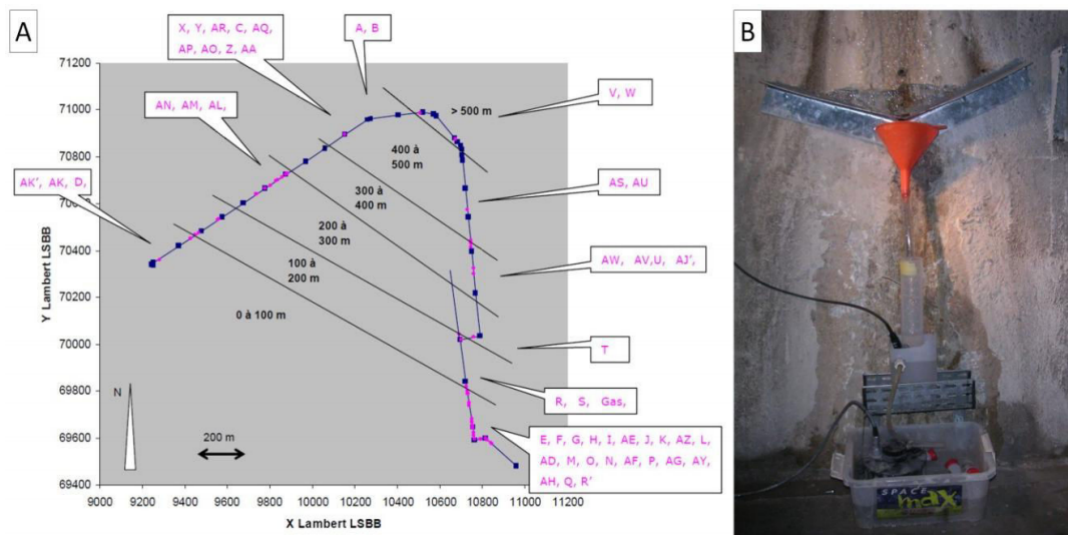 A
X, Y, AR, C, AQ,
AP, AO, Z, AA
A, B
V, W
AN, AM, AL,
AK', AK, D,
AS, AU
AW, AV,U, AJ',
T
R, S, Gas,
E, F, G, H, I, AE, J, K, AZ, L,
AD, M, O, N, AF, P, AG, AY,
AH, Q, R'
> 500 m
400 à
500 m
300 à
400 m
200 à
300 m
100 à
200 m
0 à 100 m
N
200 m
Y Lambert LSBB
71200
71000
70800
70600
70400
70200
70000
69800
69600
69400
9000 9200 9400 9600 9800 10000 10200 10400 10600 10800 11000 11200
X Lambert LSBB
B
SPACE
max